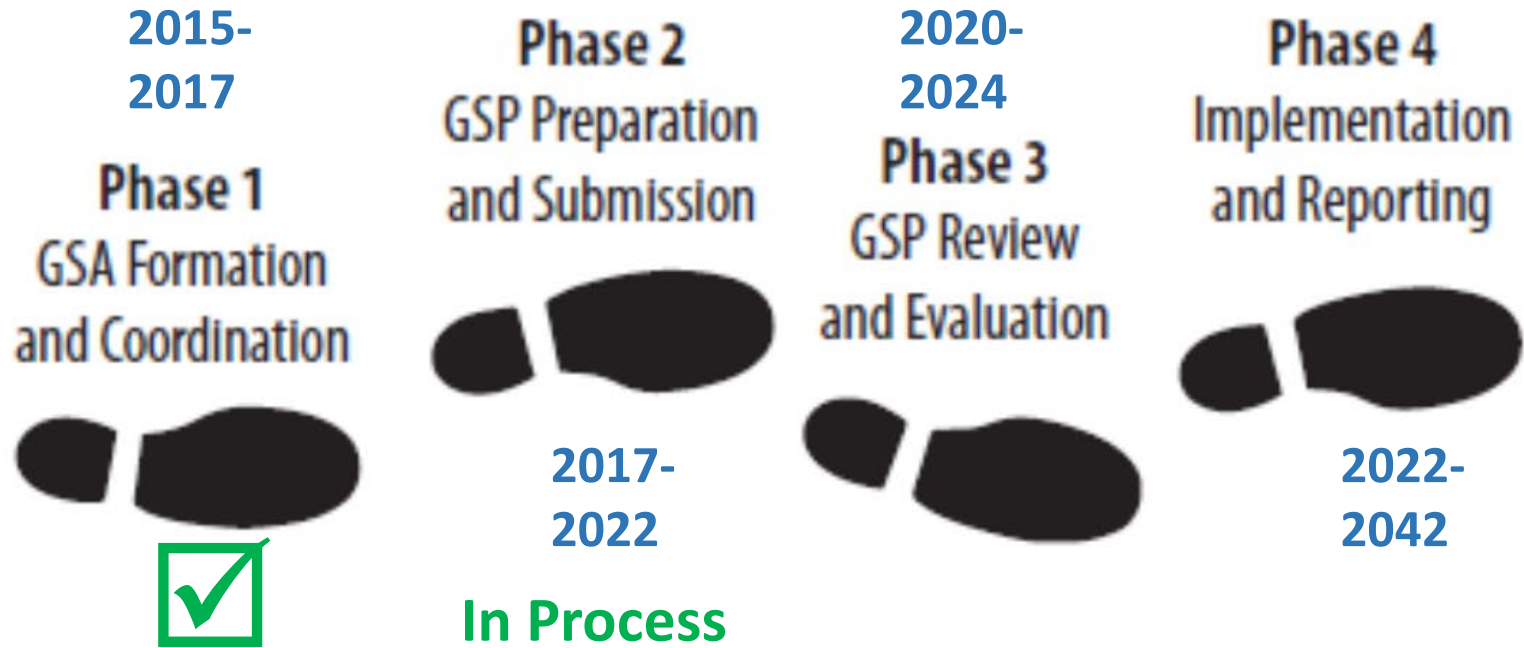 2015-
2017
Phase 1
GSA Formation
and Coordination
Phase 2
GSP Preparation
and Submission
2017-
2022
In Process
2020-
2024
Phase 3
GSP Review
and Evaluation
Phase 4
Implementation
and Reporting
2022-
2042